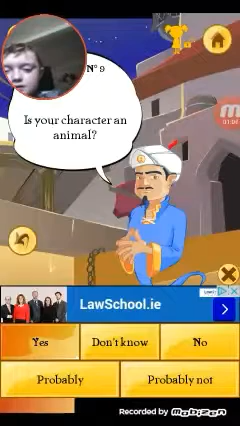 N° 9
Is your character an
animal?
LawSchool.ie
Yes
Don't know
No
Probably
Probably not
Recorded by Mobizen